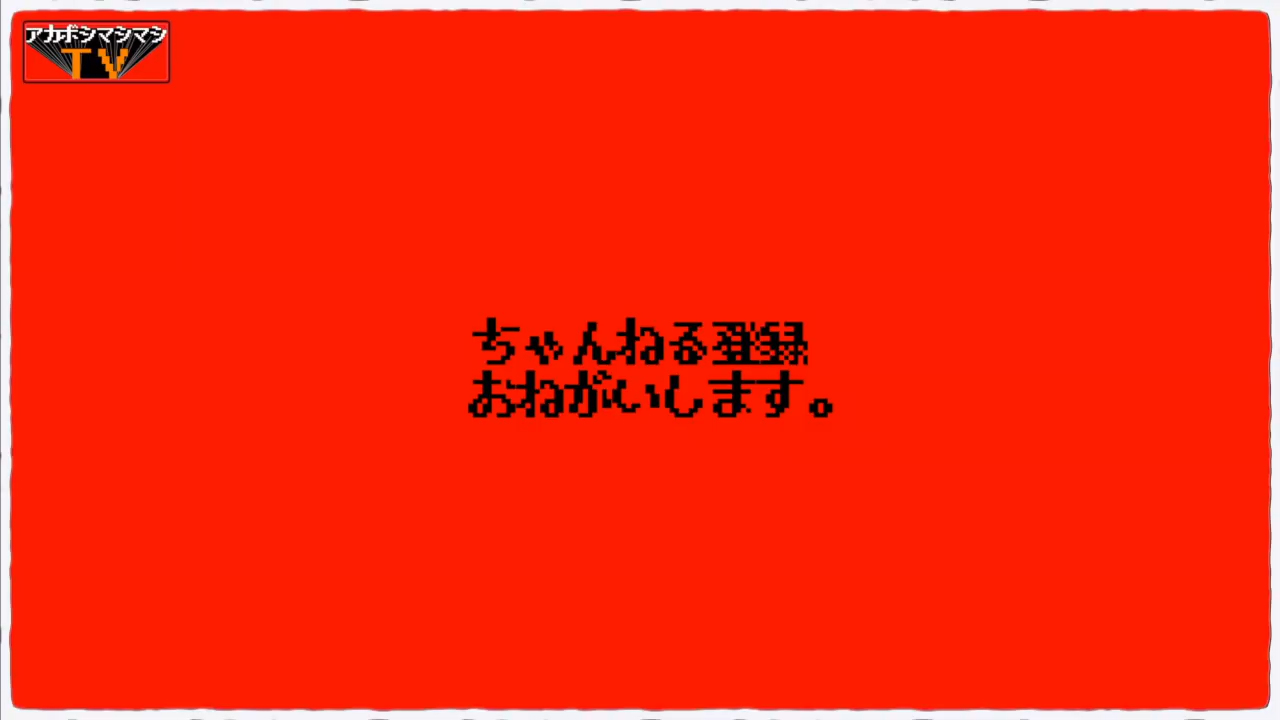 アカボシマシマシ
TV
ちゃんねる登録
おねがいします。